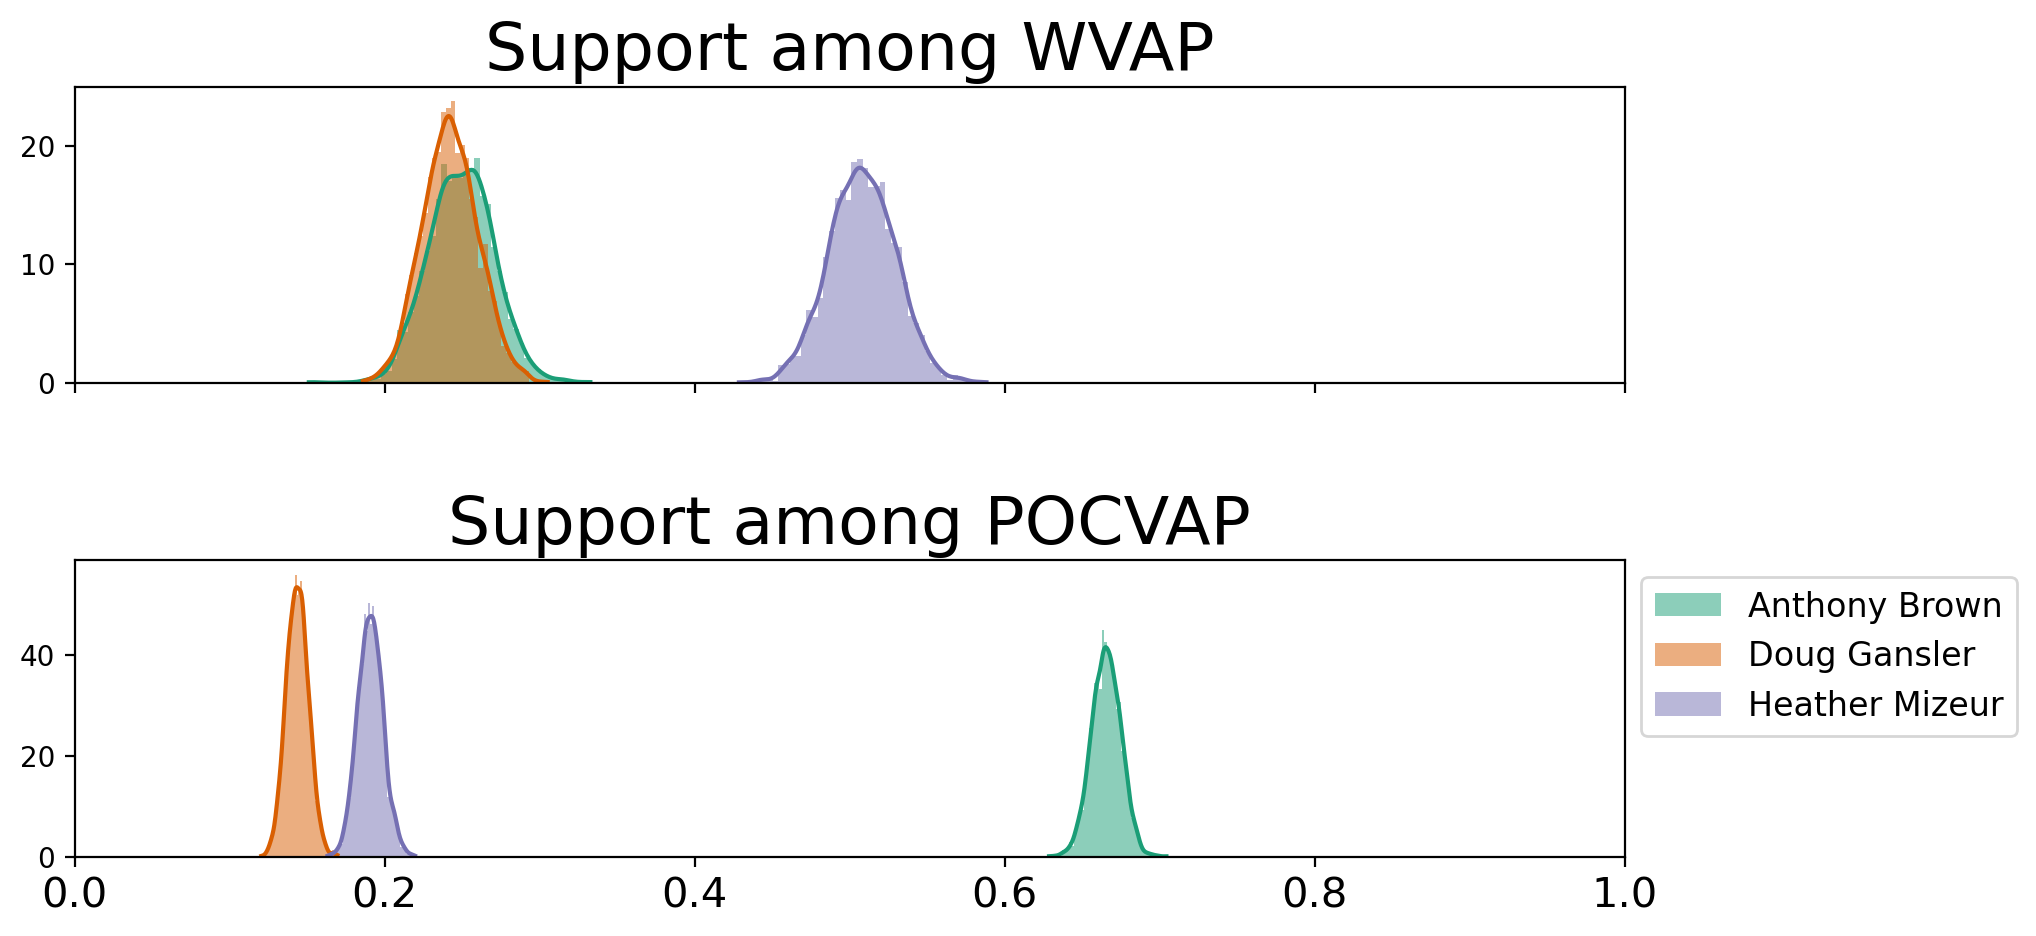 Support among WVAP
20
10
0
Support among POCVAP
40
20
0
0.0 0.2 0.4 0.6 0.8 1.0
Anthony Brown
Doug Gansler
Heather Mizeur